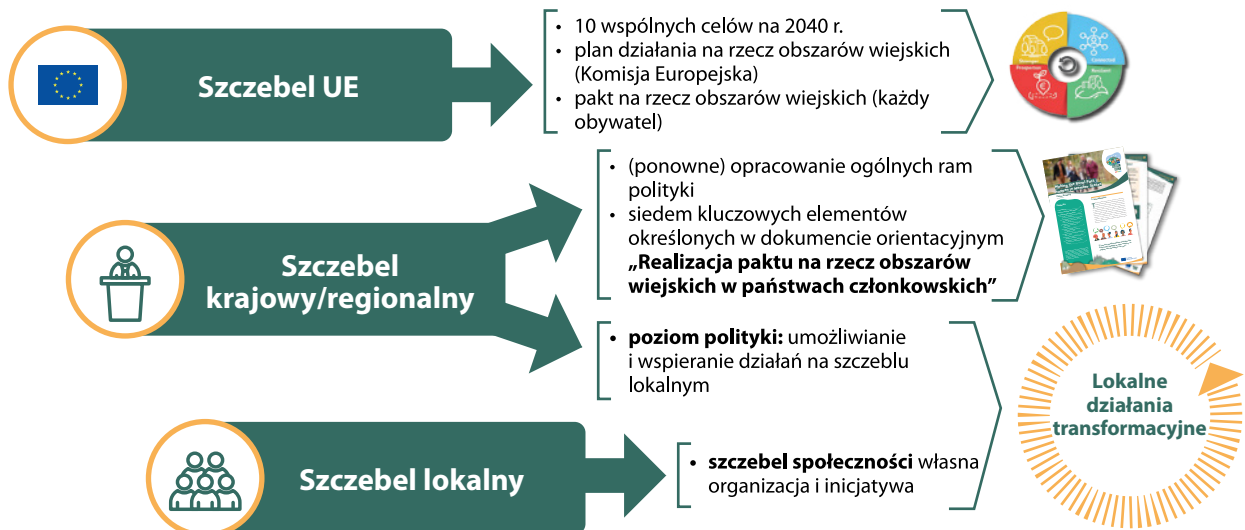 Szczebel UE
• 10 wspólnych celów na 2040 r.
• plan działania na rzecz obszarów wiejskich
(Komisja Europejska)
• pakt na rzecz obszarów wiejskich (każdy
obywatel)
Szczebel
krajowy/regionalny
• (ponowne) opracowanie ogólnych ram
polityki
• siedem kluczowych elementów
określonych w dokumencie orientacyjnym
„Realizacja paktu na rzecz obszarów
wiejskich w państwach członkowskich”
• poziom polityki: umożliwianie
i wspieranie działań na szczeblu
lokalnym
Szczebel lokalny
• szczebel społeczności własna
organizacja i inicjatywa
Lokalne
działania
transformacyjne